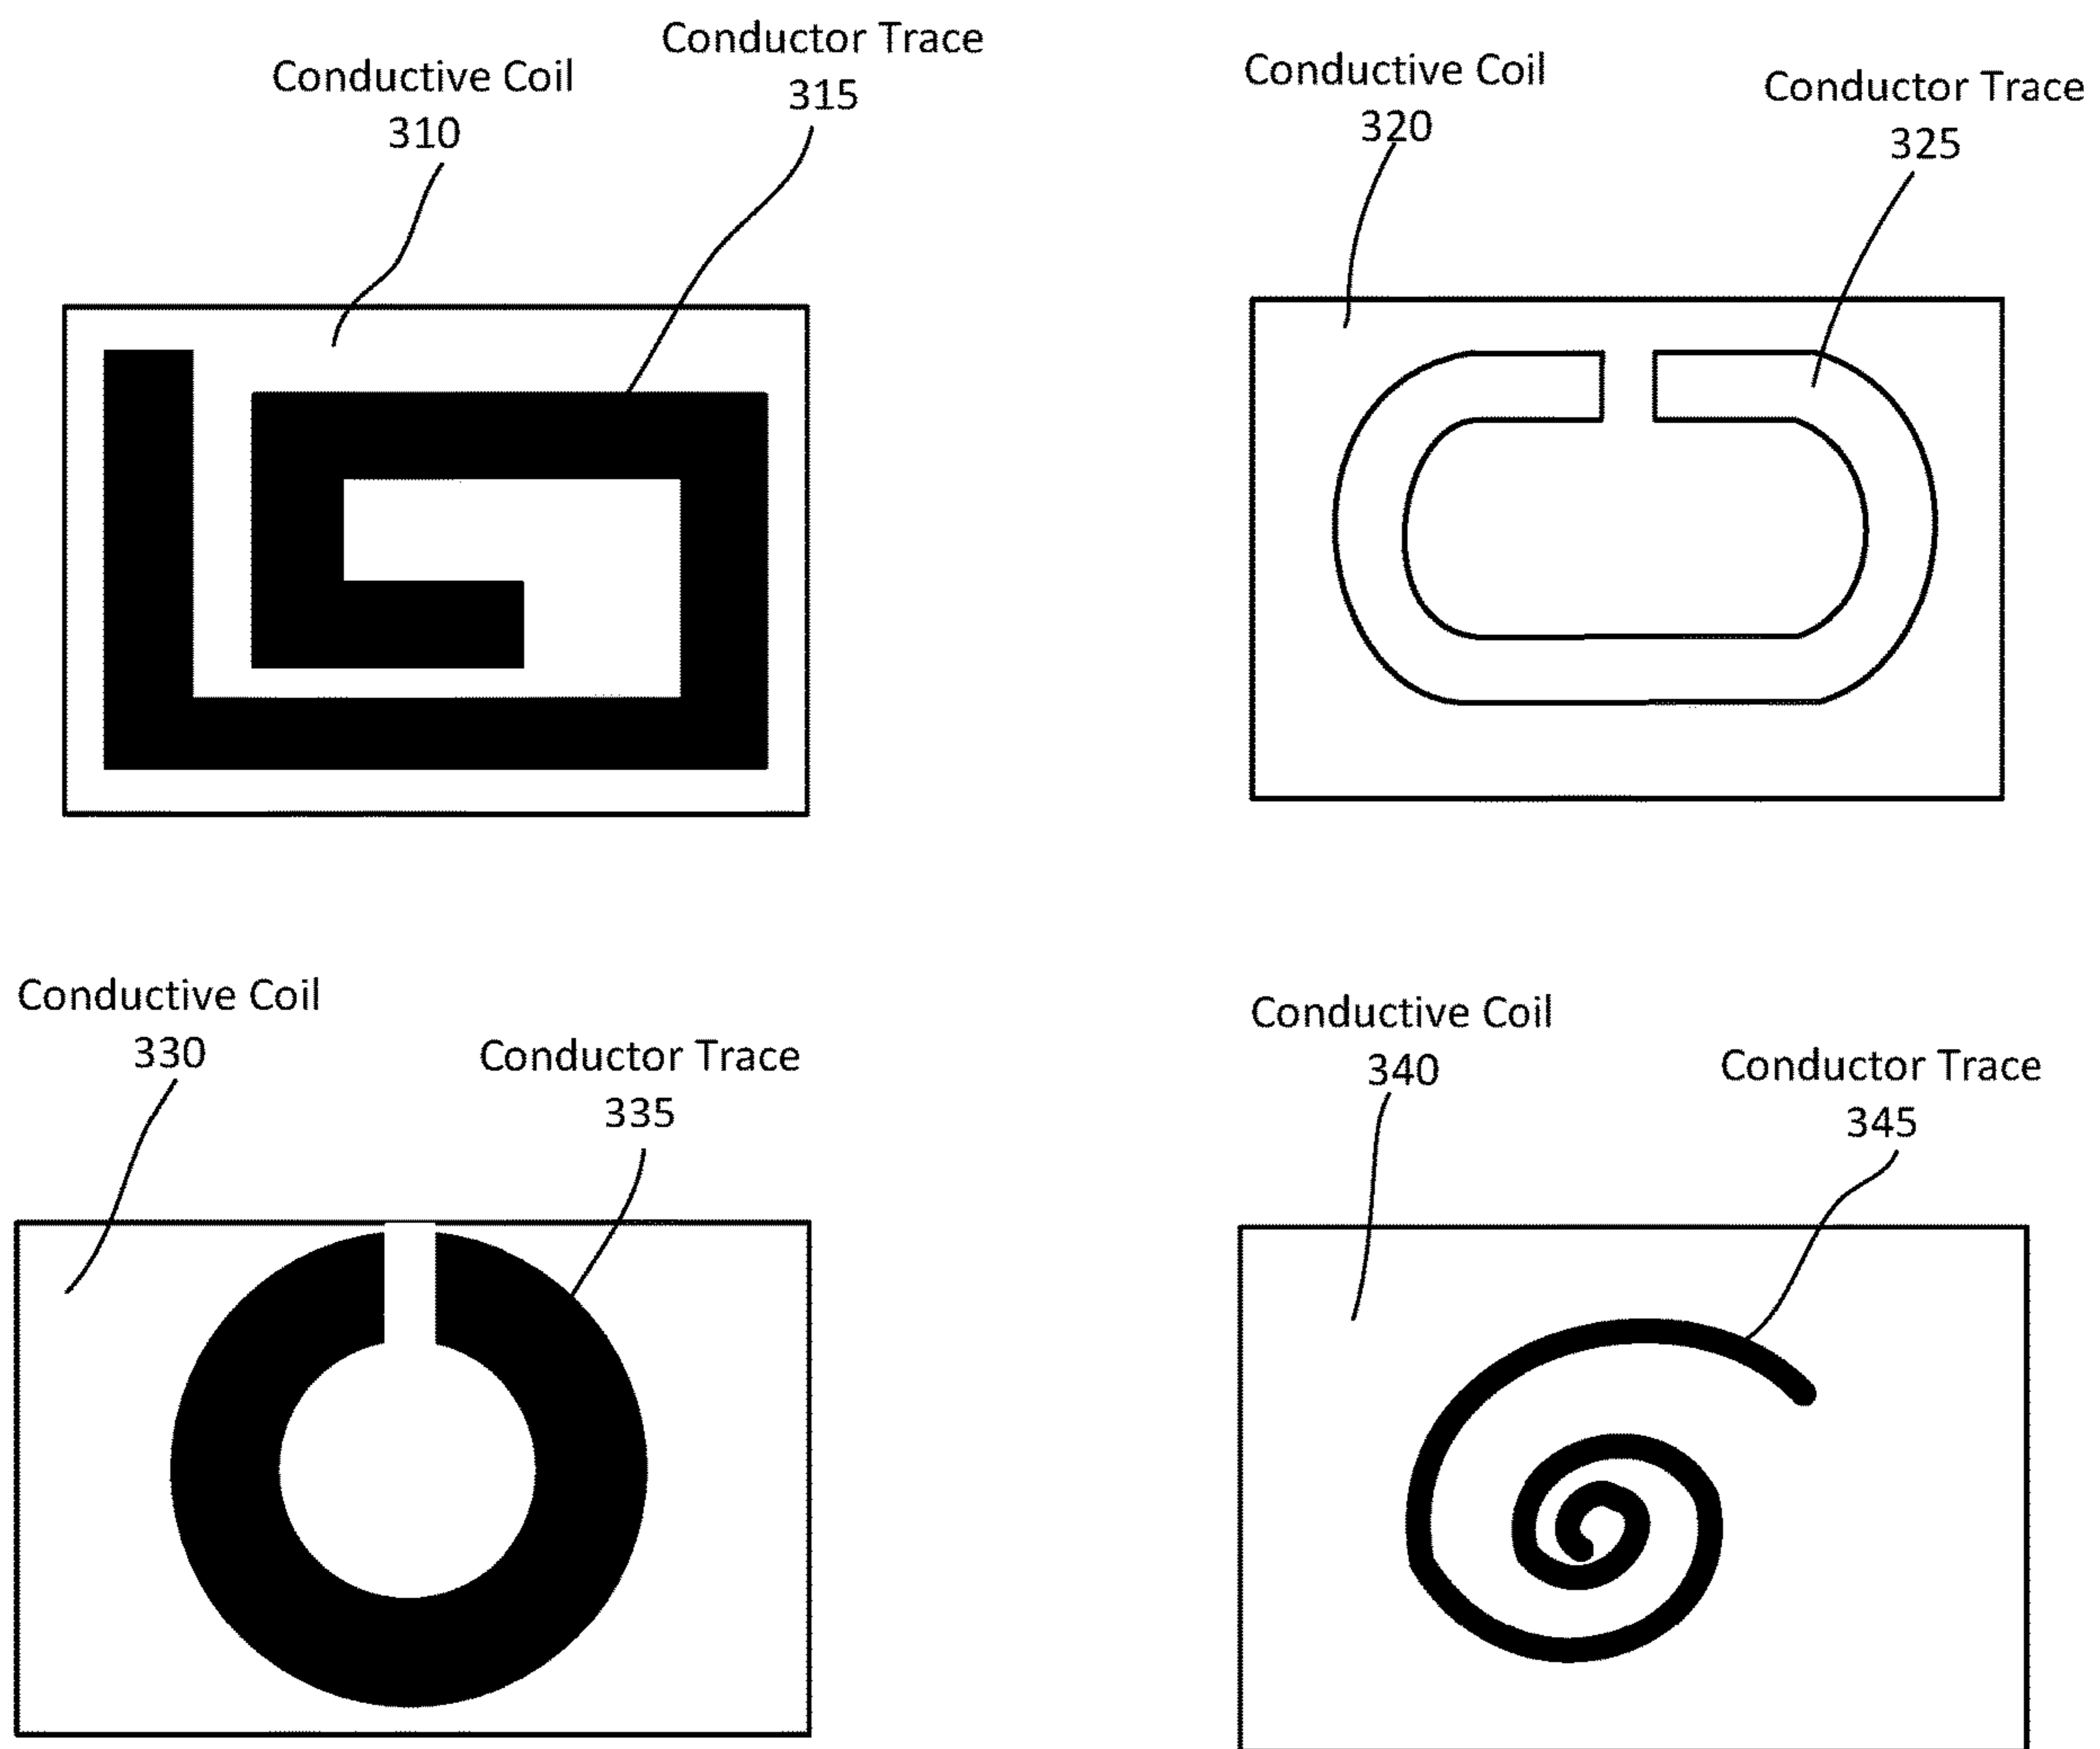 Conductive Coil
310
Conductor Trace
315
Conductive Coil
320
Conductor Trace
325
Conductive Coil
330
Conductor Trace
335
Conductive Coil
340
Conductor Trace
345